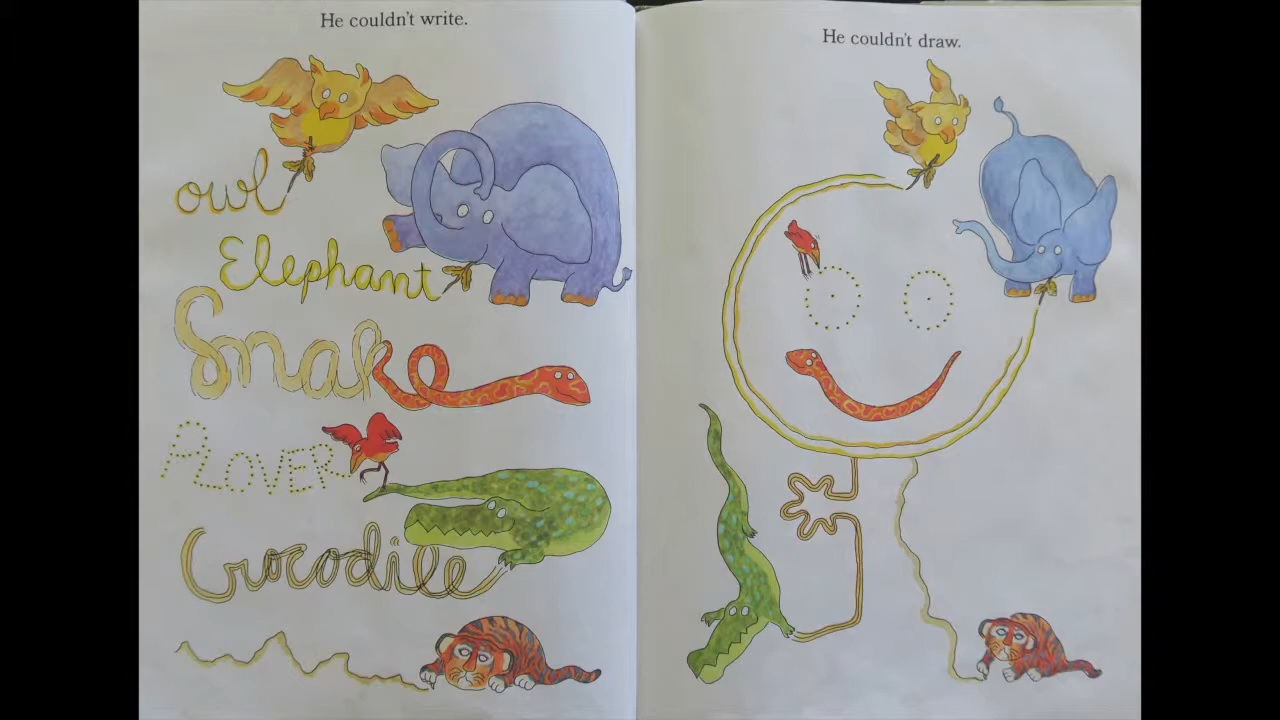 He couldn't write.
owl
Elephant
Snake
PLOVER
Crocodile
He couldn't draw.